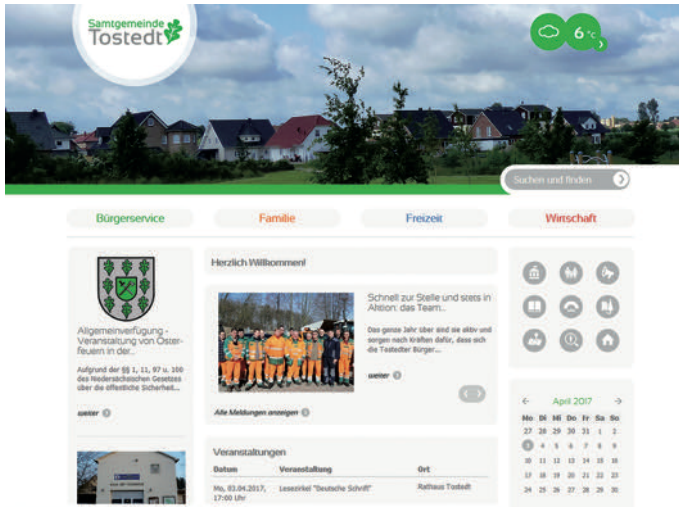 Samtgemeinde
Tostedt
6 °C
Suchen und finden
Bürgerservice
Familie
Freizeit
Wirtschaft
Allgemeinverfügung -
Veranstaltung von Oster-
feuern in der...
Aufgrund der §§ 1, 11, 97 u. 100
des Niedersächsischen Gesetzes
über die öffentliche Sicherheit...
weiter
Herzlich Willkommen!
Schnell zur Stelle und stets in
Aktion: das Team...
Das ganze Jahr über sind sie aktiv und
sorgen nach Kräften dafür, dass sich
die Tostedter Bürger...
weiter
Alle Meldungen anzeigen
Veranstaltungen
Datum Veranstaltung Ort
Mo, 03.04.2017, Lesezirkel "Deutsche Schrift" Rathaus Tostedt
17:00 Uhr
April 2017
Mo Di Mi Do Fr Sa So
27 28 29 30 31 1 2
3 4 5 6 7 8 9
10 11 12 13 14 15 16
17 18 19 20 21 22 23
24 25 26 27 28 29 30